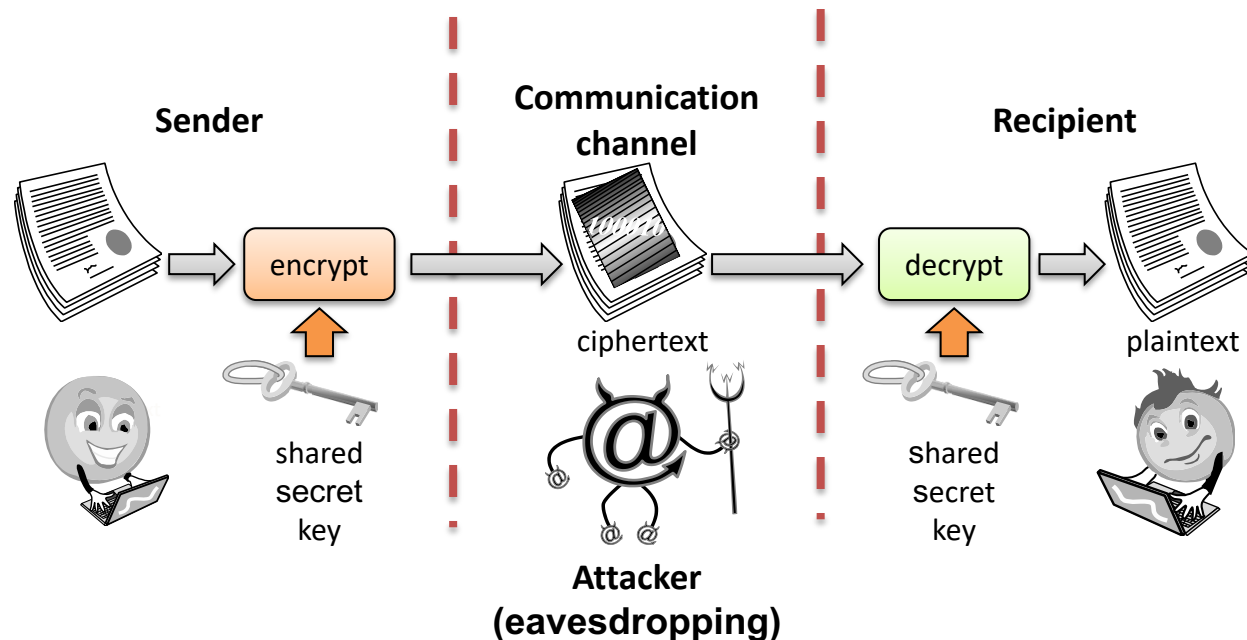 Sender
Communication
channel
Recipient
encrypt
decrypt
ciphertext
plaintext
shared
secret
key
@
@
@
@
@
shared
secret
key
Attacker
(eavesdropping)